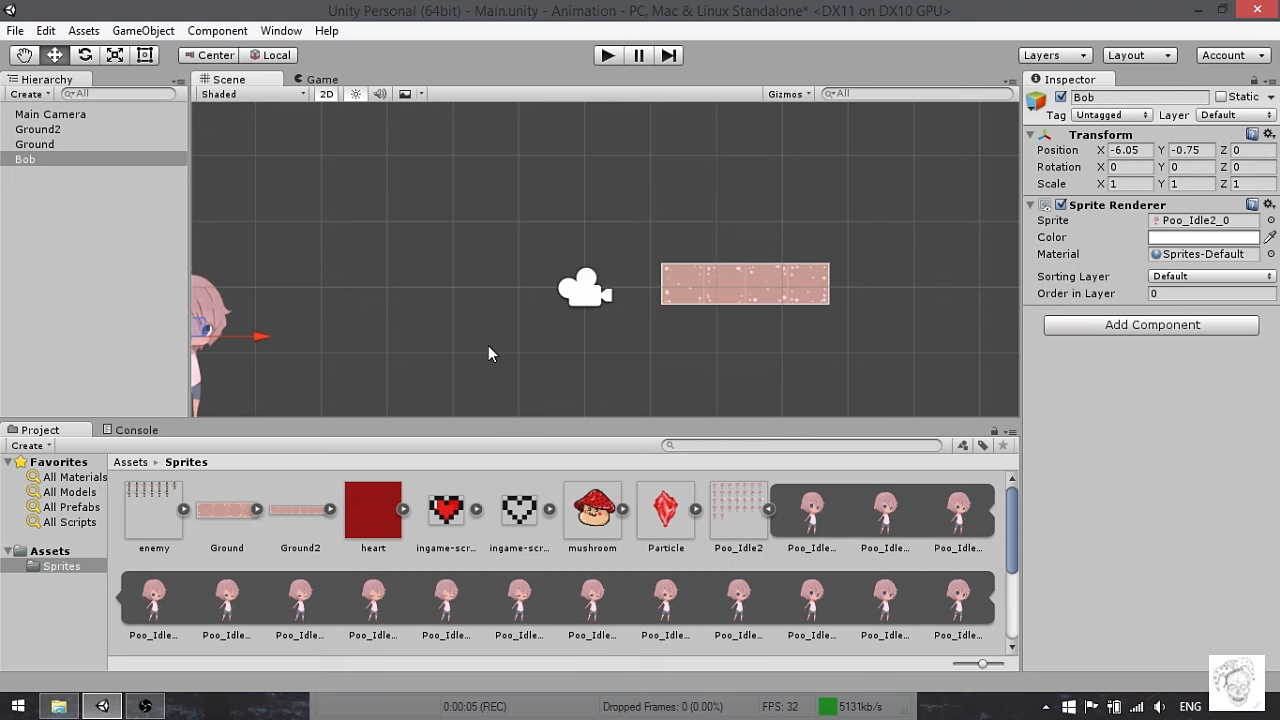 Unity Personal (64bit) - Main.unity - Animation - PC, Mac & Linux Standalone* <DX11 on DX10 GPU>
File Edit Assets GameObject Component Window Help
Center Local Layers Layout Account
Hierarchy Scene Game Inspector
Create All Shaded 2D Gizmos All
Bob Static
Main Camera
Ground2
Ground
Bob
Tag Untagged Layer Default
Transform
Position X -6.05 Y -0.75 Z 0
Rotation X 0 Y 0 Z 0
Scale X 1 Y 1 Z 1
Sprite Renderer
Sprite Poo_Idle2_0
Color
Material Sprites-Default
Sorting Layer Default
Order in Layer 0
Add Component
Project Console
Create
Favorites
All Materials
All Models
All Prefabs
All Scripts
Assets
Sprites
Assets Sprites
enemy Ground Ground2 heart ingame-scr... ingame-scr... mushroom Particle Poo_Idle2 Poo_Idle... Poo_Idle... Poo_Idle...
Poo_Idle... Poo_Idle... Poo_Idle... Poo_Idle... Poo_Idle... Poo_Idle... Poo_Idle... Poo_Idle... Poo_Idle... Poo_Idle... Poo_Idle... Poo_Idle...
0:00:05 (REC) Dropped Frames: 0 (0.00%) FPS: 32 5131kb/s
ENG